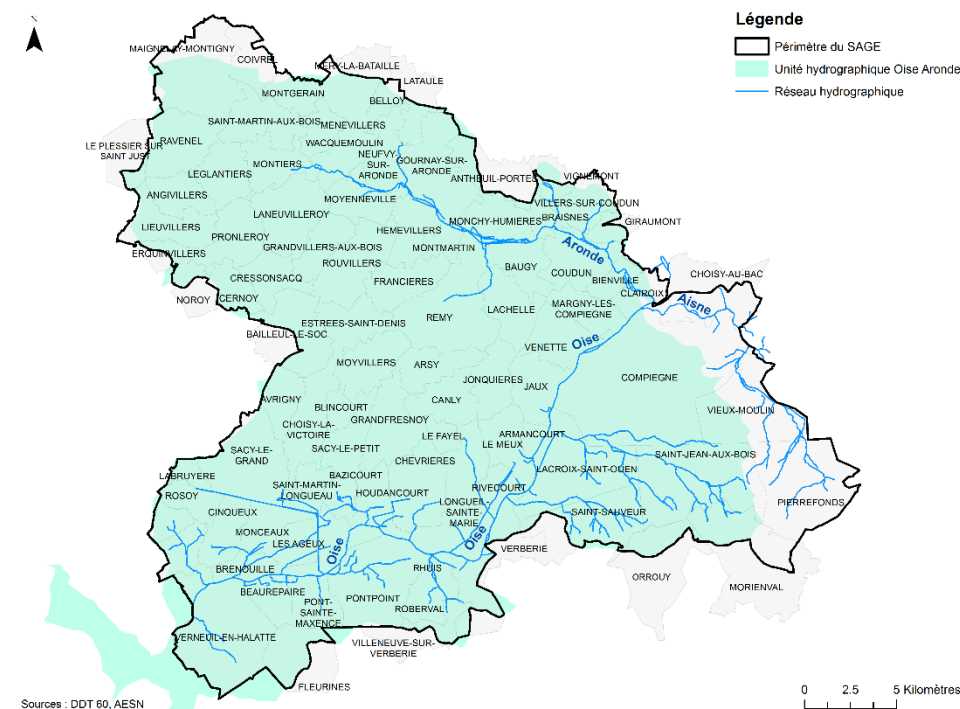 N
Légende
Périmètre du SAGE
Unité hydrographique Oise Aronde
Réseau hydrographique
MAIGNELAY-MONTIGNY
COIVREL
MERY-LA-BATAILLE
LATAULE
MONTGERAIN
BELLOY
SAINT-MARTIN-AUX-BOIS
MENEVILLERS
LE PLESSIER SUR
SAINT JUST
RAVENEL
WACQUEMOULIN
NEUFVY-
SUR-
ARONDE
GOURNAY-SUR-
ARONDE
MONTIERS
LEGLANTIERS
ANTHEUIL-PORTES
VIGNEMONT
ANGIVILLERS
MOYENNEVILLE
VILLERS-SUR-COUDUN
LANEUVILLEROY
BRAISNES
MONCHY-HUMIERES
GIRAUMONT
LIEUVILLERS
PRONLEROY
HEMEVILLERS
GRANDVILLERS-AUX-BOIS
MONTMARTIN
Aronde
ERQUINVILLERS
ROUVILLERS
BAUGY
COUDUN
CHOISY-AU-BAC
CRESSONSACQ
FRANCIERES
BIENVILLE
NOROY
CERNOY
CLAIROIX
Aisne
LACHELLE
MARGNY-LES-
COMPIEGNE
REMY
ESTREES-SAINT-DENIS
BAILLEUL-LE-SOC
VENETTE
Oise
MOYVILLERS
ARSY
JONQUIERES
JAUX
COMPIEGNE
AVRIGNY
CANLY
BLINCOURT
VIEUX-MOULIN
GRANDFRESNOY
CHOISY-LA-
VICTOIRE
LE FAYEL
ARMANCOURT
LE MEUX
SACY-LE-
GRAND
SACY-LE-PETIT
SAINT-JEAN-AUX-BOIS
CHEVRIERES
LACROIX-SAINT-OUEN
LABRUYERE
BAZICOURT
SAINT-MARTIN-
LONGUEAU
HOUDANCOURT
RIVECOURT
ROSOY
LONGUEIL-
SAINTE-
MARIE
PIERREFONDS
CINQUEUX
SAINT-SAUVEUR
MONCEAUX
LES AGEUX
Oise
Oise
VERBERIE
BRENOUILLE
RHUIS
ORROUY
MORIENVAL
BEAUREPAIRE
PONT-
SAINTE-
MAXENCE
PONTPOINT
ROBERVAL
VERNEUIL-EN-HALATTE
VILLENEUVE-SUR-
VERBERIE
FLEURINES
0 2.5 5 Kilomètres
Sources : DDT 60, AESN